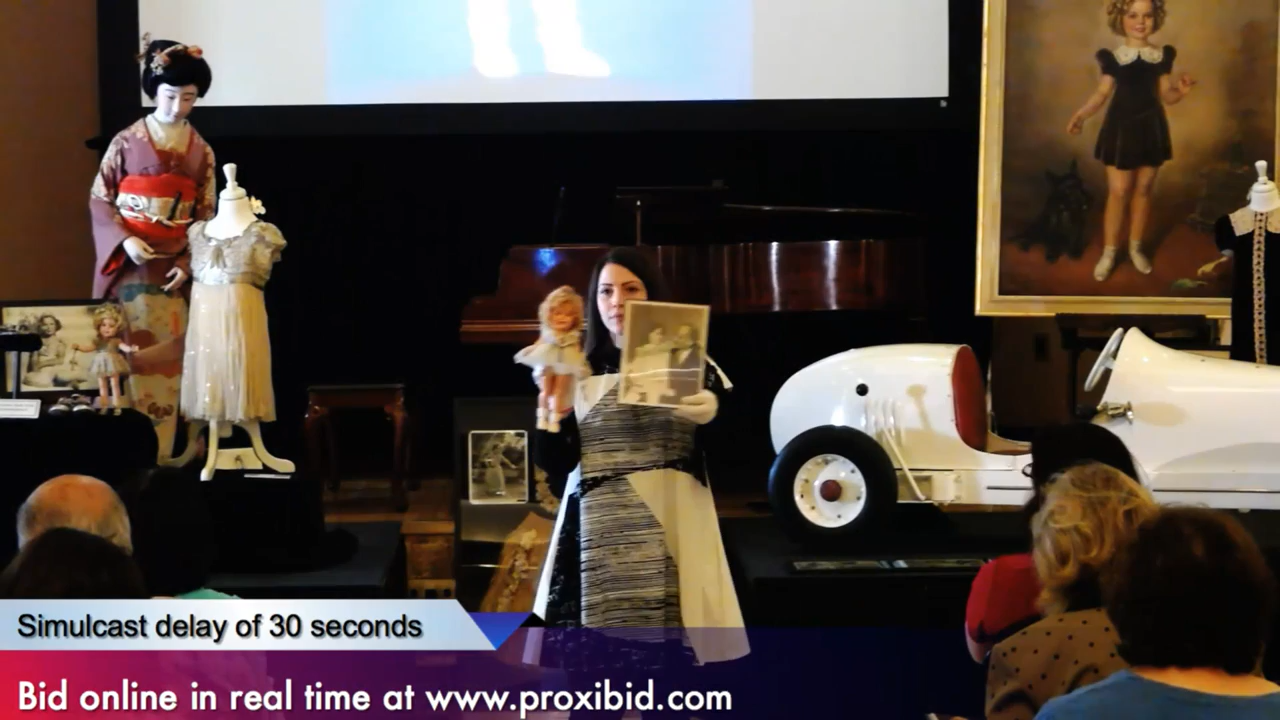 Simulcast delay of 30 seconds
Bid online in real time at www.proxibid.com